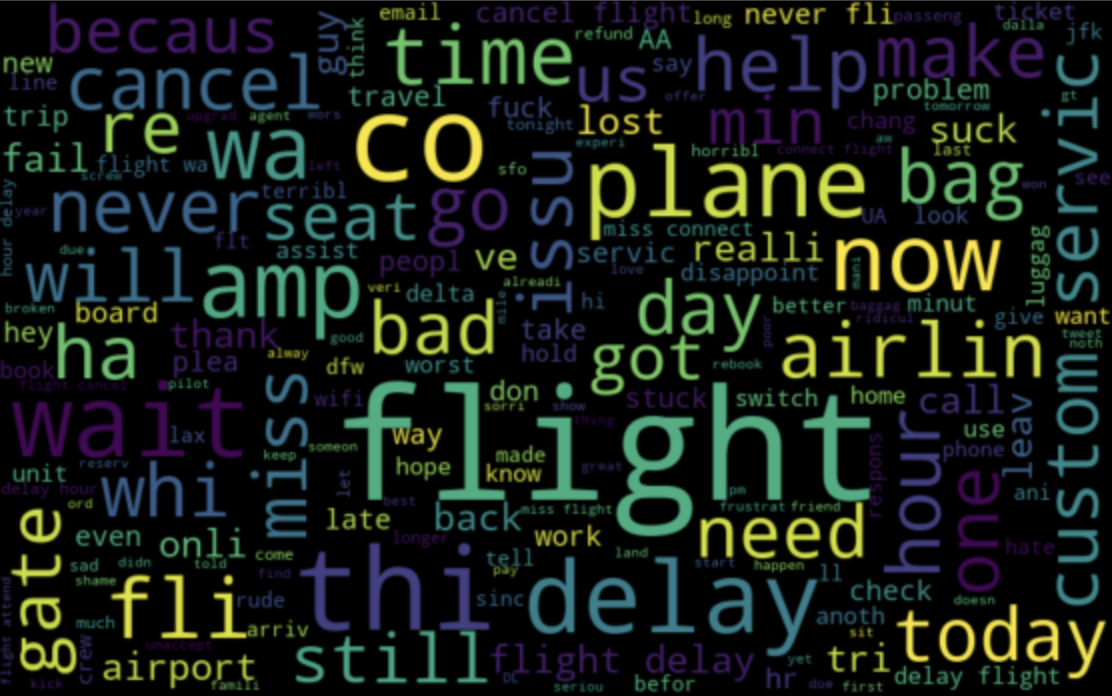 becaus
guy
think
email
cancel flight
long
never fli
passeng
ticket
dalla
jfk
new
line
cancel
time
refund
AA
us
say
help
make
travel
offer
problem
tomorrow
gt
trip
re
upgrad
agent
wors
wa
co
fuck
tonight
lost
min
chang
suck
fail
flight wa
screw
left
sfo
experi
horribl
connect flight
aw
last
plane
bag
won
see
hour delay
year
never
terribl
seat
go
issu
miss connect
UA
look
flt
due
assist
peopl
ve
servic
realli
now
luggag
love
disappoint
mani
will
amp
veri
delta
alreadi
hi
day
better
baggag
minut
give
want
customservic
broken
board
hey
ha
thank
good
bad
mile
take
hold
got
poor
ridicul
airlin
tweet
noth
book
plea
alway
dfw
worst
rebook
flight cancel
pilot
wait
lax
miss
wifi
don
sorri
show
thing
stuck
switch
home
call
leav
flight
way
hope
made
know
great
someon
keep
let
unit
reserv
delay hour
ord
whi
best
miss flight
pm
frustrat
friend
respons
hour
use
phone
one
ani
hate
gate
even
onli
late
back
work
need
sad
didn
told
come
longer
tell
pay
land
start
happen
ll
check
doesn
shame
find
thi
sinc
delay
anoth
fli
rude
much
arriv
sit
today
flight attend
crew
unaccept
airport
still
flight delay
yet
tri
delay flight
kick
famili
DC
seriou
befor
hr
doe
first